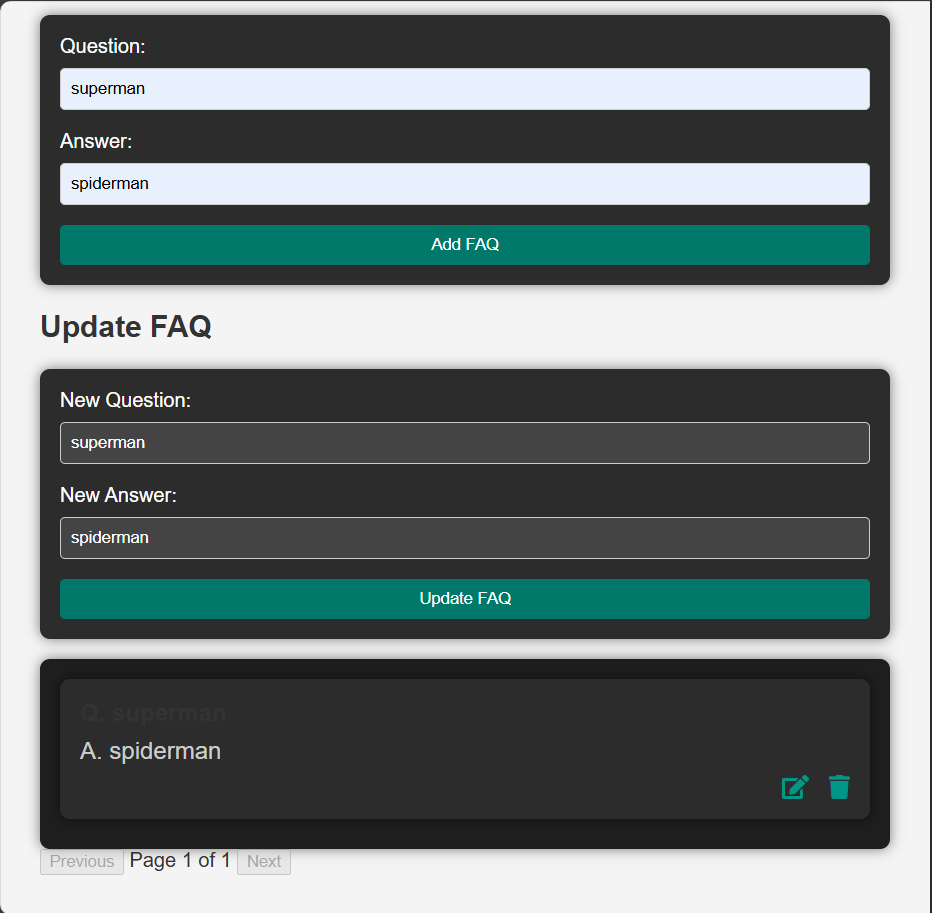 Question:
superman
Answer:
spiderman
Add FAQ
Update FAQ
New Question:
superman
New Answer:
spiderman
Update FAQ
Q. superman
A. spiderman
Previous Page 1 of 1 Next